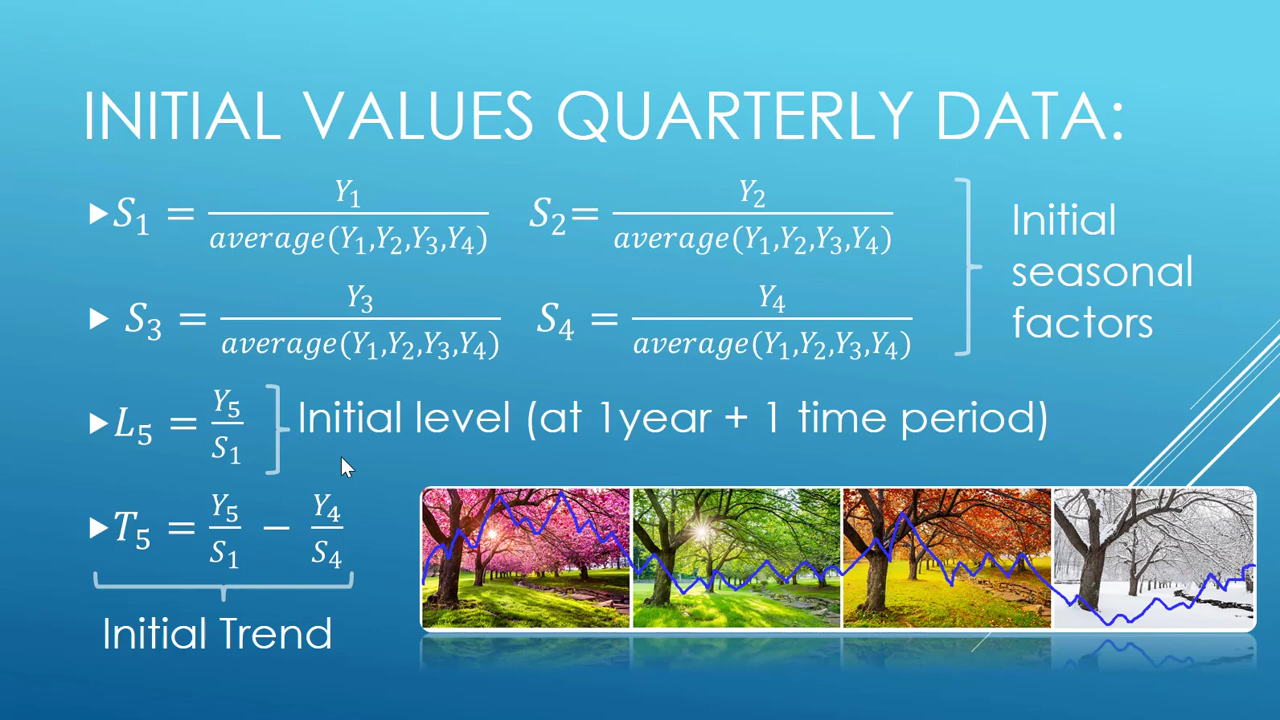 INITIAL VALUES QUARTERLY DATA:
S₁ = Y₁ / average(Y₁,Y₂,Y₃,Y₄) S₂= Y₂ / average(Y₁,Y₂,Y₃,Y₄)
S₃ = Y₃ / average(Y₁,Y₂,Y₃,Y₄) S₄ = Y₄ / average(Y₁,Y₂,Y₃,Y₄)
Initial
seasonal
factors
L₅ = Y₅ / S₁ Initial level (at 1year + 1 time period)
T₅ = Y₅ / S₁ − Y₄ / S₄
Initial Trend